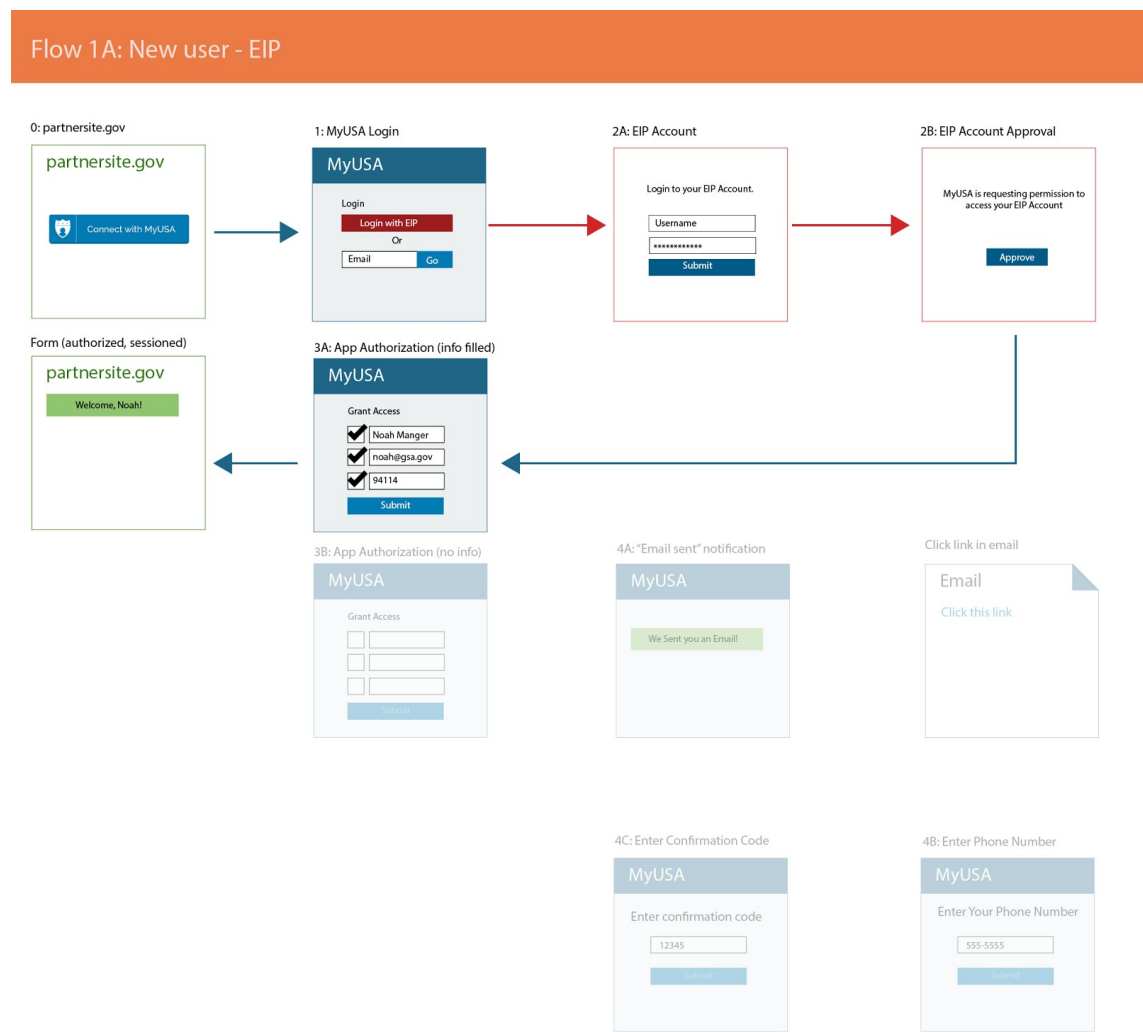 Flow 1A: New user - EIP
0: partnersite.gov
partnersite.gov
Connect with MyUSA
1: MyUSA Login
MyUSA
Login
Login with EIP
Or
Email
Go
2A: EIP Account
Login to your EIP Account.
Username
************
Submit
2B: EIP Account Approval
MyUSA is requesting permission to
access your EIP Account
Approve
Form (authorized, sessioned)
partnersite.gov
Welcome, Noah!
3A: App Authorization (info filled)
MyUSA
Grant Access
Noah Manger
noah@gsa.gov
94114
Submit
3B: App Authorization (no info)
MyUSA
Grant Access
Submit
4A: "Email sent" notification
MyUSA
We Sent you an Email!
Click link in email
Email
Click this link
4C: Enter Confirmation Code
MyUSA
Enter confirmation code
12345
Submit
4B: Enter Phone Number
MyUSA
Enter Your Phone Number
555-5555
Submit